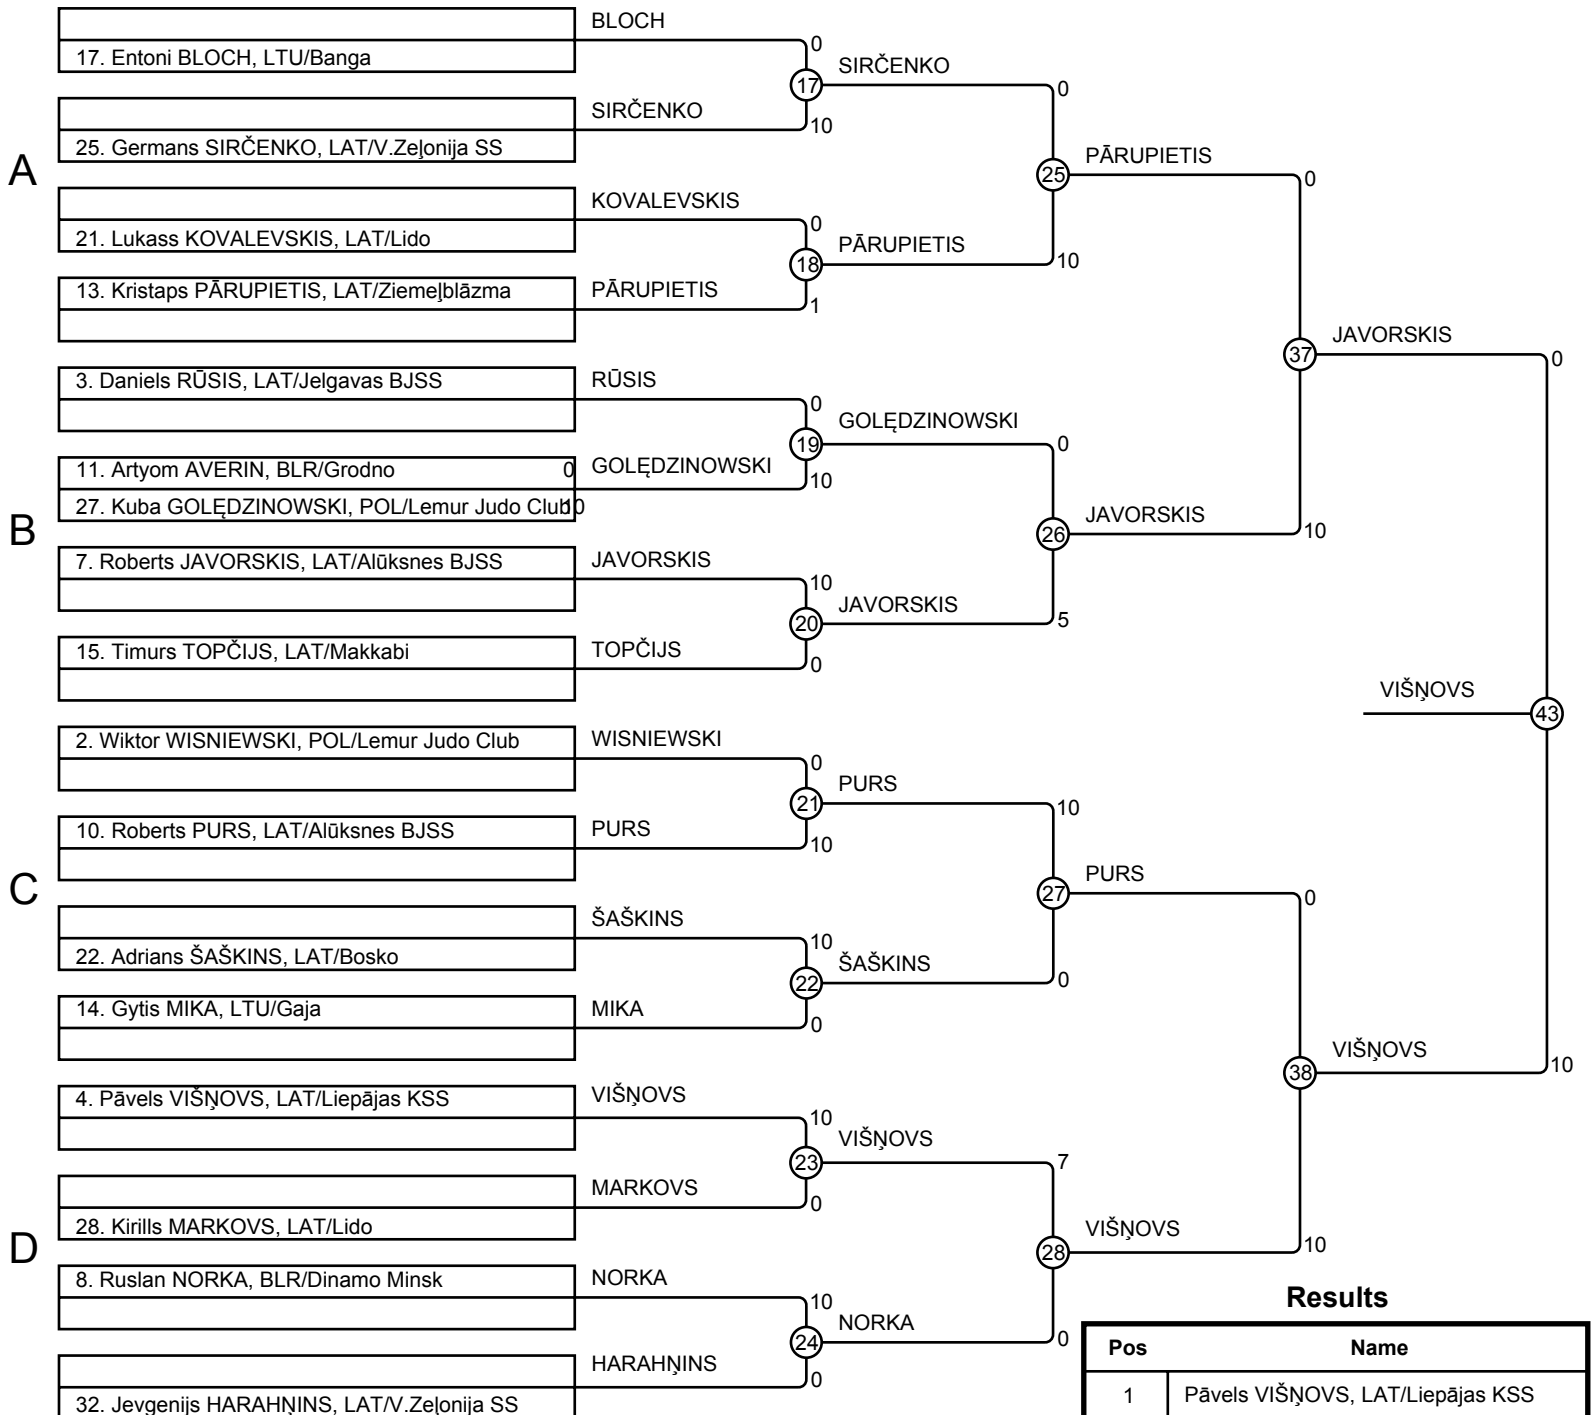 BLOCH
0
17. Entoni BLOCH, LTU/Banga
SIRČENKO
17
0
SIRČENKO
10
25. Germans SIRČENKO, LAT/V.Zeļonija SS
A
PĀRUPIETIS
25
0
KOVALEVSKIS
0
21. Lukass KOVALEVSKIS, LAT/Lido
PĀRUPIETIS
18
10
13. Kristaps PĀRUPIETIS, LAT/Ziemeļblāzma
PĀRUPIETIS
1
JAVORSKIS
37
0
3. Daniels RŪSIS, LAT/Jelgavas BJSS
RŪSIS
0
GOLĘDZINOWSKI
19
0
11. Artyom AVERIN, BLR/Grodno 0
GOLĘDZINOWSKI
10
27. Kuba GOLĘDZINOWSKI, POL/Lemur Judo Club 10
B
JAVORSKIS
26
10
7. Roberts JAVORSKIS, LAT/Alūksnes BJSS
JAVORSKIS
10
JAVORSKIS
20
5
15. Timurs TOPČIJS, LAT/Makkabi
TOPČIJS
0
VIŠŅOVS
43
2. Wiktor WISNIEWSKI, POL/Lemur Judo Club
WISNIEWSKI
0
PURS
21
10
10. Roberts PURS, LAT/Alūksnes BJSS
PURS
10
C
PURS
27
0
ŠAŠKINS
10
22. Adrians ŠAŠKINS, LAT/Bosko
ŠAŠKINS
22
0
14. Gytis MIKA, LTU/Gaja
MIKA
0
VIŠŅOVS
38
10
4. Pāvels VIŠŅOVS, LAT/Liepājas KSS
VIŠŅOVS
10
VIŠŅOVS
23
7
MARKOVS
0
28. Kirills MARKOVS, LAT/Lido
D
VIŠŅOVS
28
10
8. Ruslan NORKA, BLR/Dinamo Minsk
NORKA
10
NORKA
24
0
HARAHŅINS
0
32. Jevgenijs HARAHŅINS, LAT/V.Zeļonija SS
Results
Pos Name
1 Pāvels VIŠŅOVS, LAT/Liepājas KSS